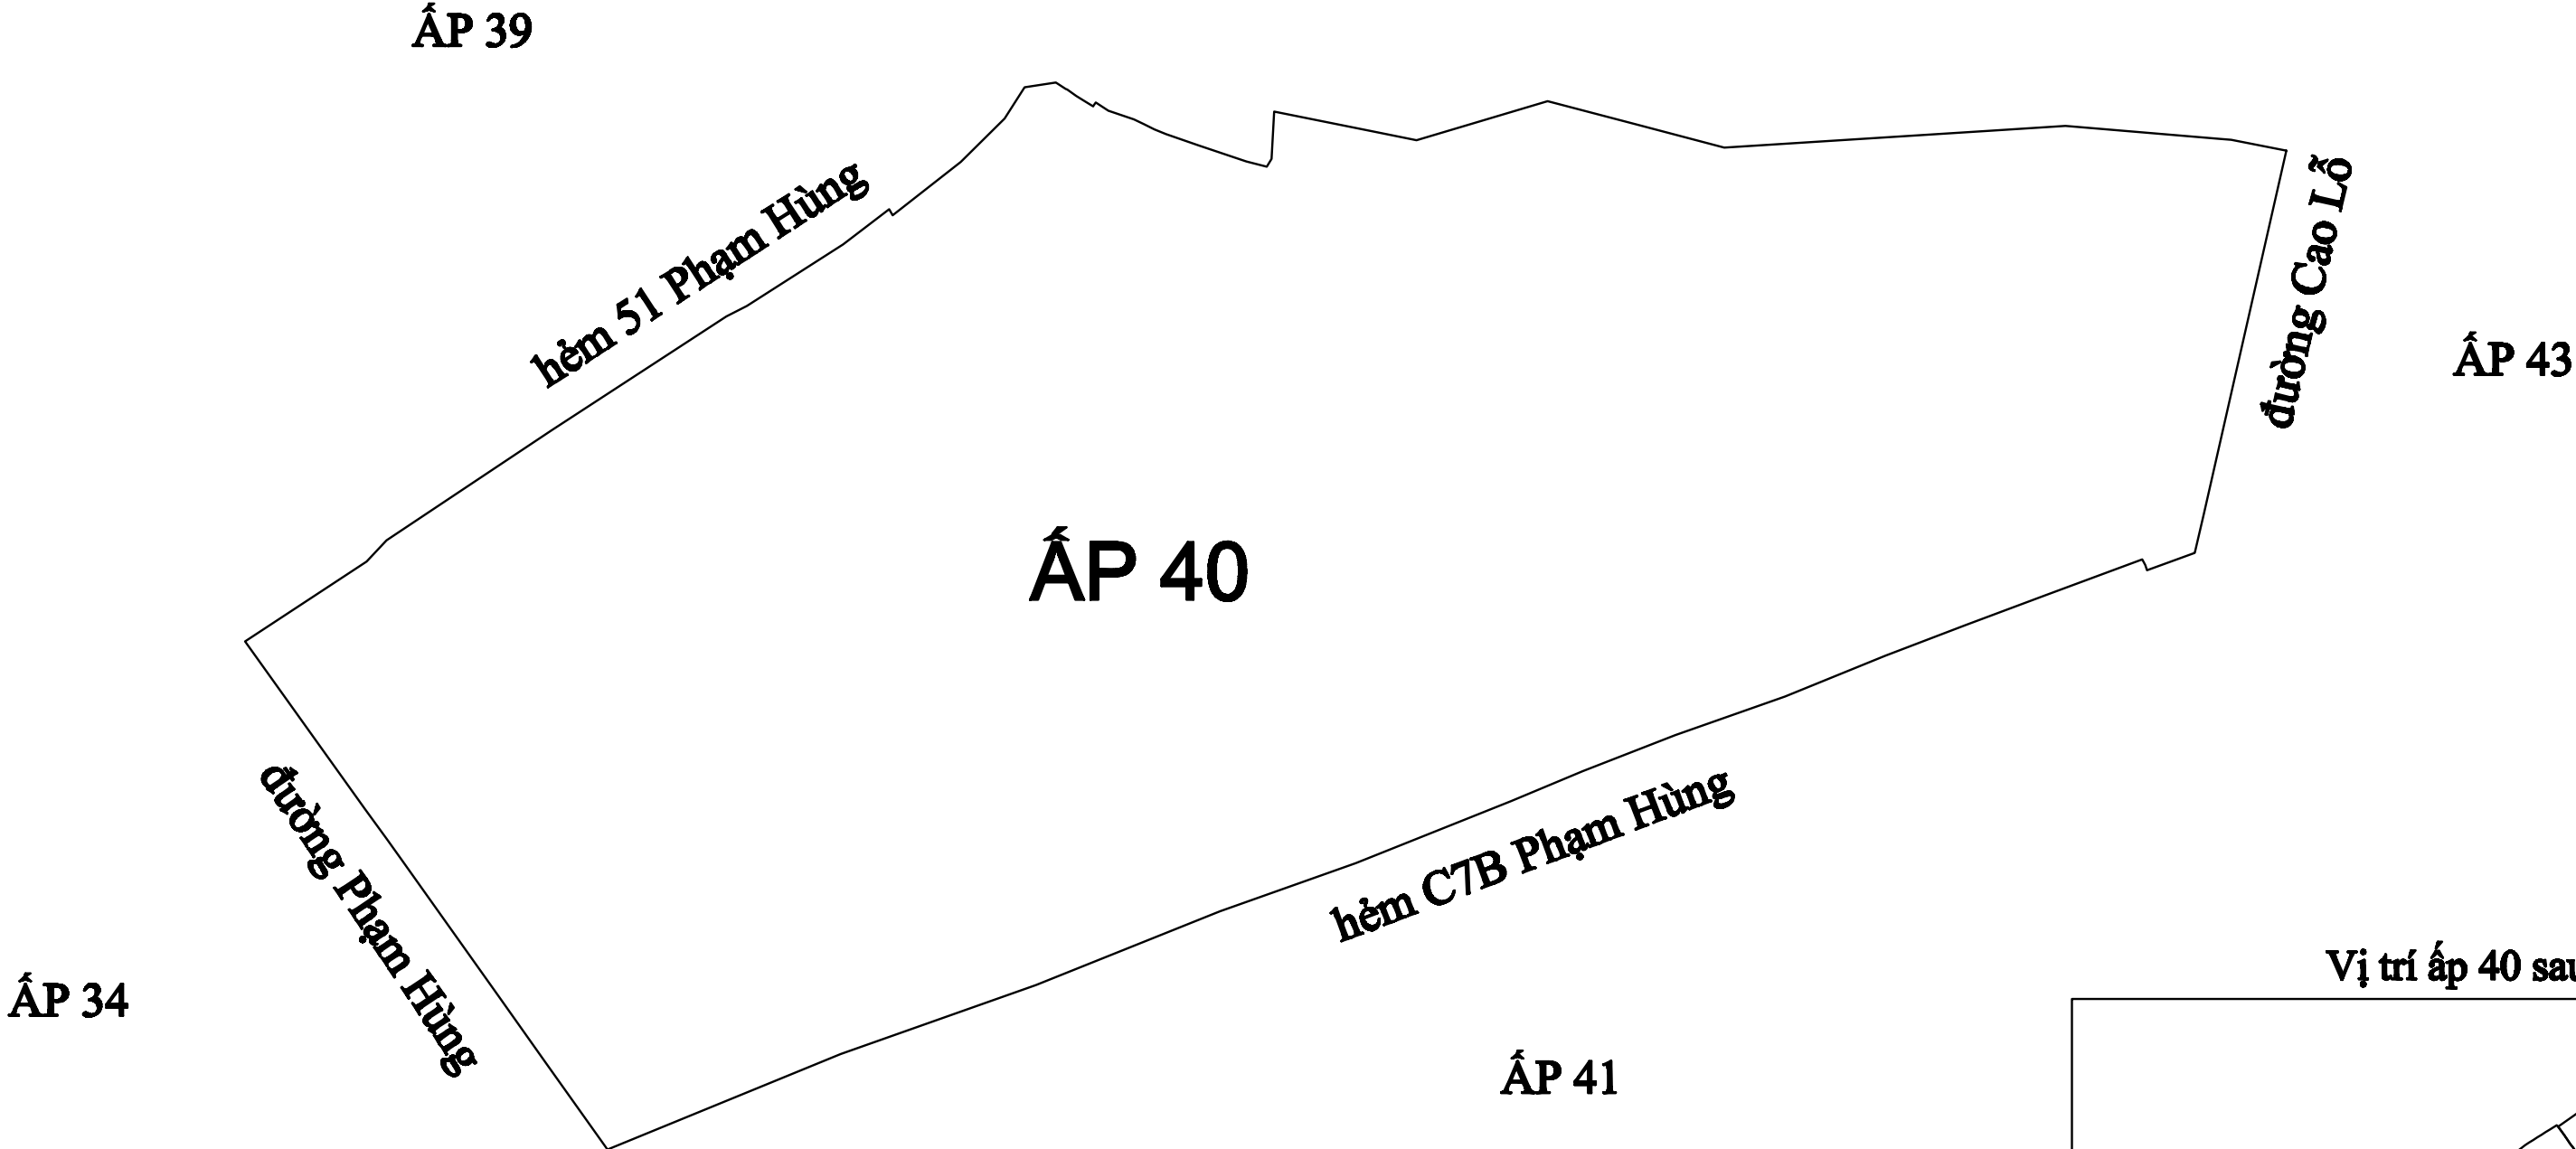 ẤP 39
hẻm 51 Phạm Hùng
đường Cao Lỗ
ẤP 43
ẤP 40
đường Phạm Hùng
hẻm C7B Phạm Hùng
Vị trí ấp 40 sau
ẤP 34
ẤP 41